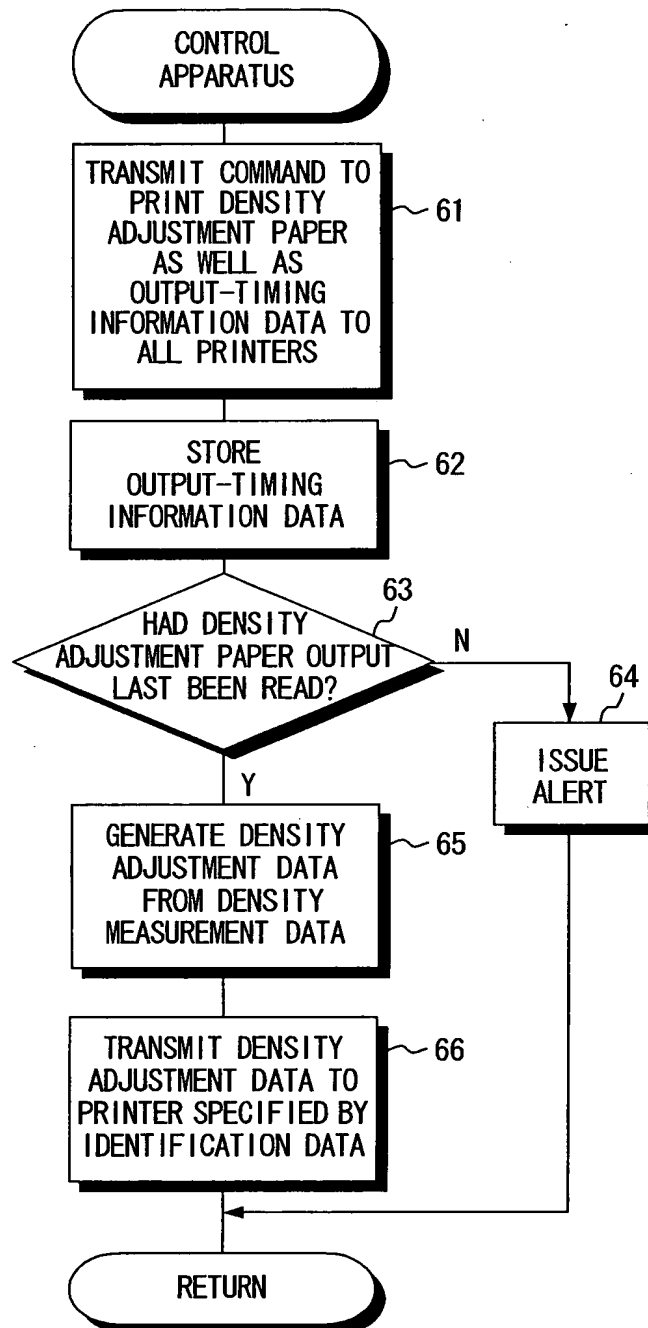 CONTROL
APPARATUS
TRANSMIT COMMAND TO
PRINT DENSITY
ADJUSTMENT PAPER
AS WELL AS
OUTPUT-TIMING
INFORMATION DATA TO
ALL PRINTERS
61
STORE
OUTPUT-TIMING
INFORMATION DATA
62
HAD DENSITY
ADJUSTMENT PAPER OUTPUT
LAST BEEN READ?
63
N
64
ISSUE
ALERT
Y
GENERATE DENSITY
ADJUSTMENT DATA
FROM DENSITY
MEASUREMENT DATA
65
TRANSMIT DENSITY
ADJUSTMENT DATA TO
PRINTER SPECIFIED BY
IDENTIFICATION DATA
66
RETURN